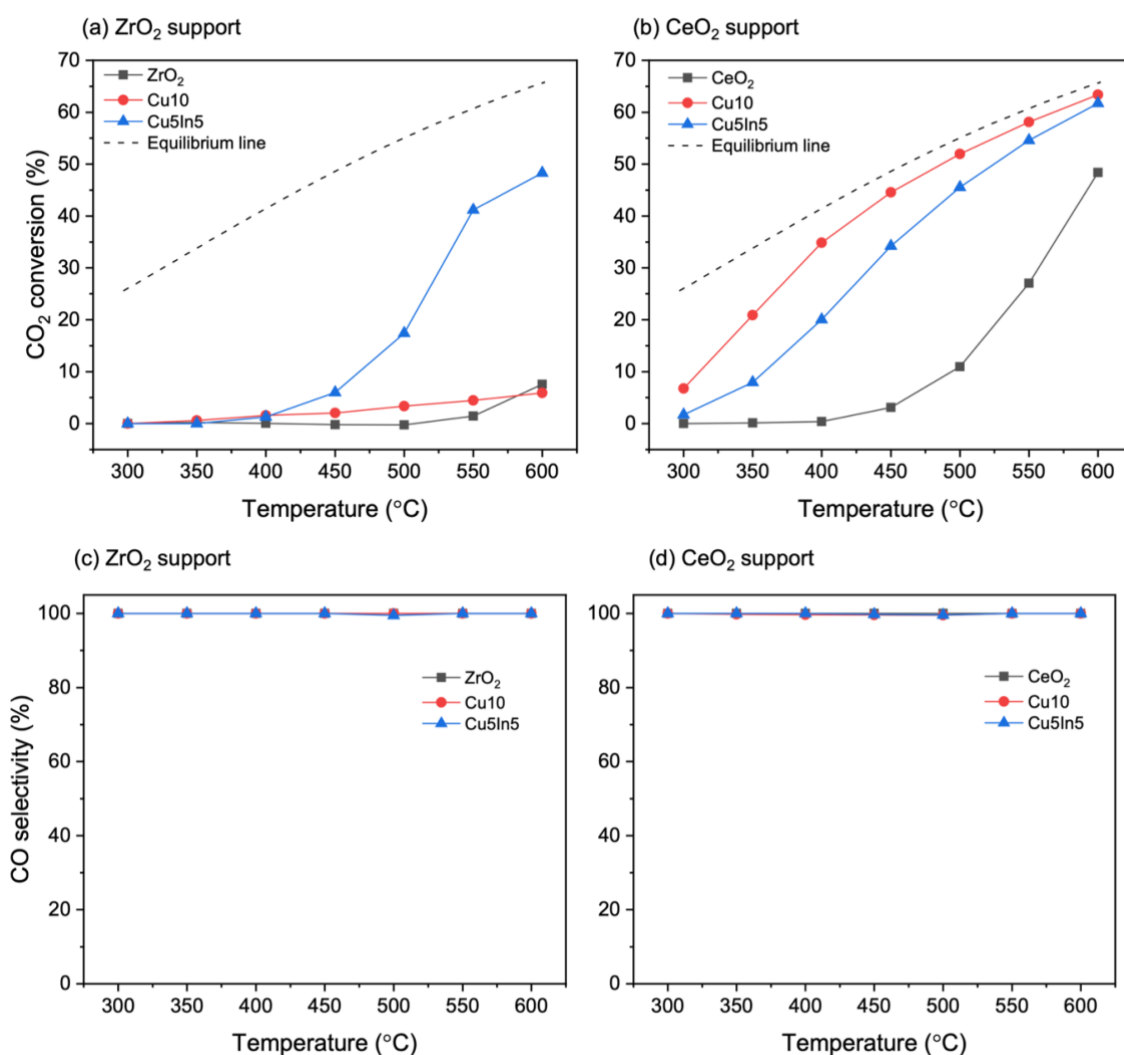 (a) ZrO₂ support
CO₂ conversion (%)
70
60
50
40
30
20
10
0
ZrO₂
Cu10
Cu5In5
Equilibrium line
300 350 400 450 500 550 600
Temperature (°C)
(b) CeO₂ support
70
60
50
40
30
20
10
0
CeO₂
Cu10
Cu5In5
Equilibrium line
300 350 400 450 500 550 600
Temperature (°C)
(c) ZrO₂ support
CO selectivity (%)
100
80
60
40
20
0
ZrO₂
Cu10
Cu5In5
300 350 400 450 500 550 600
Temperature (°C)
(d) CeO₂ support
100
80
60
40
20
0
CeO₂
Cu10
Cu5In5
300 350 400 450 500 550 600
Temperature (°C)